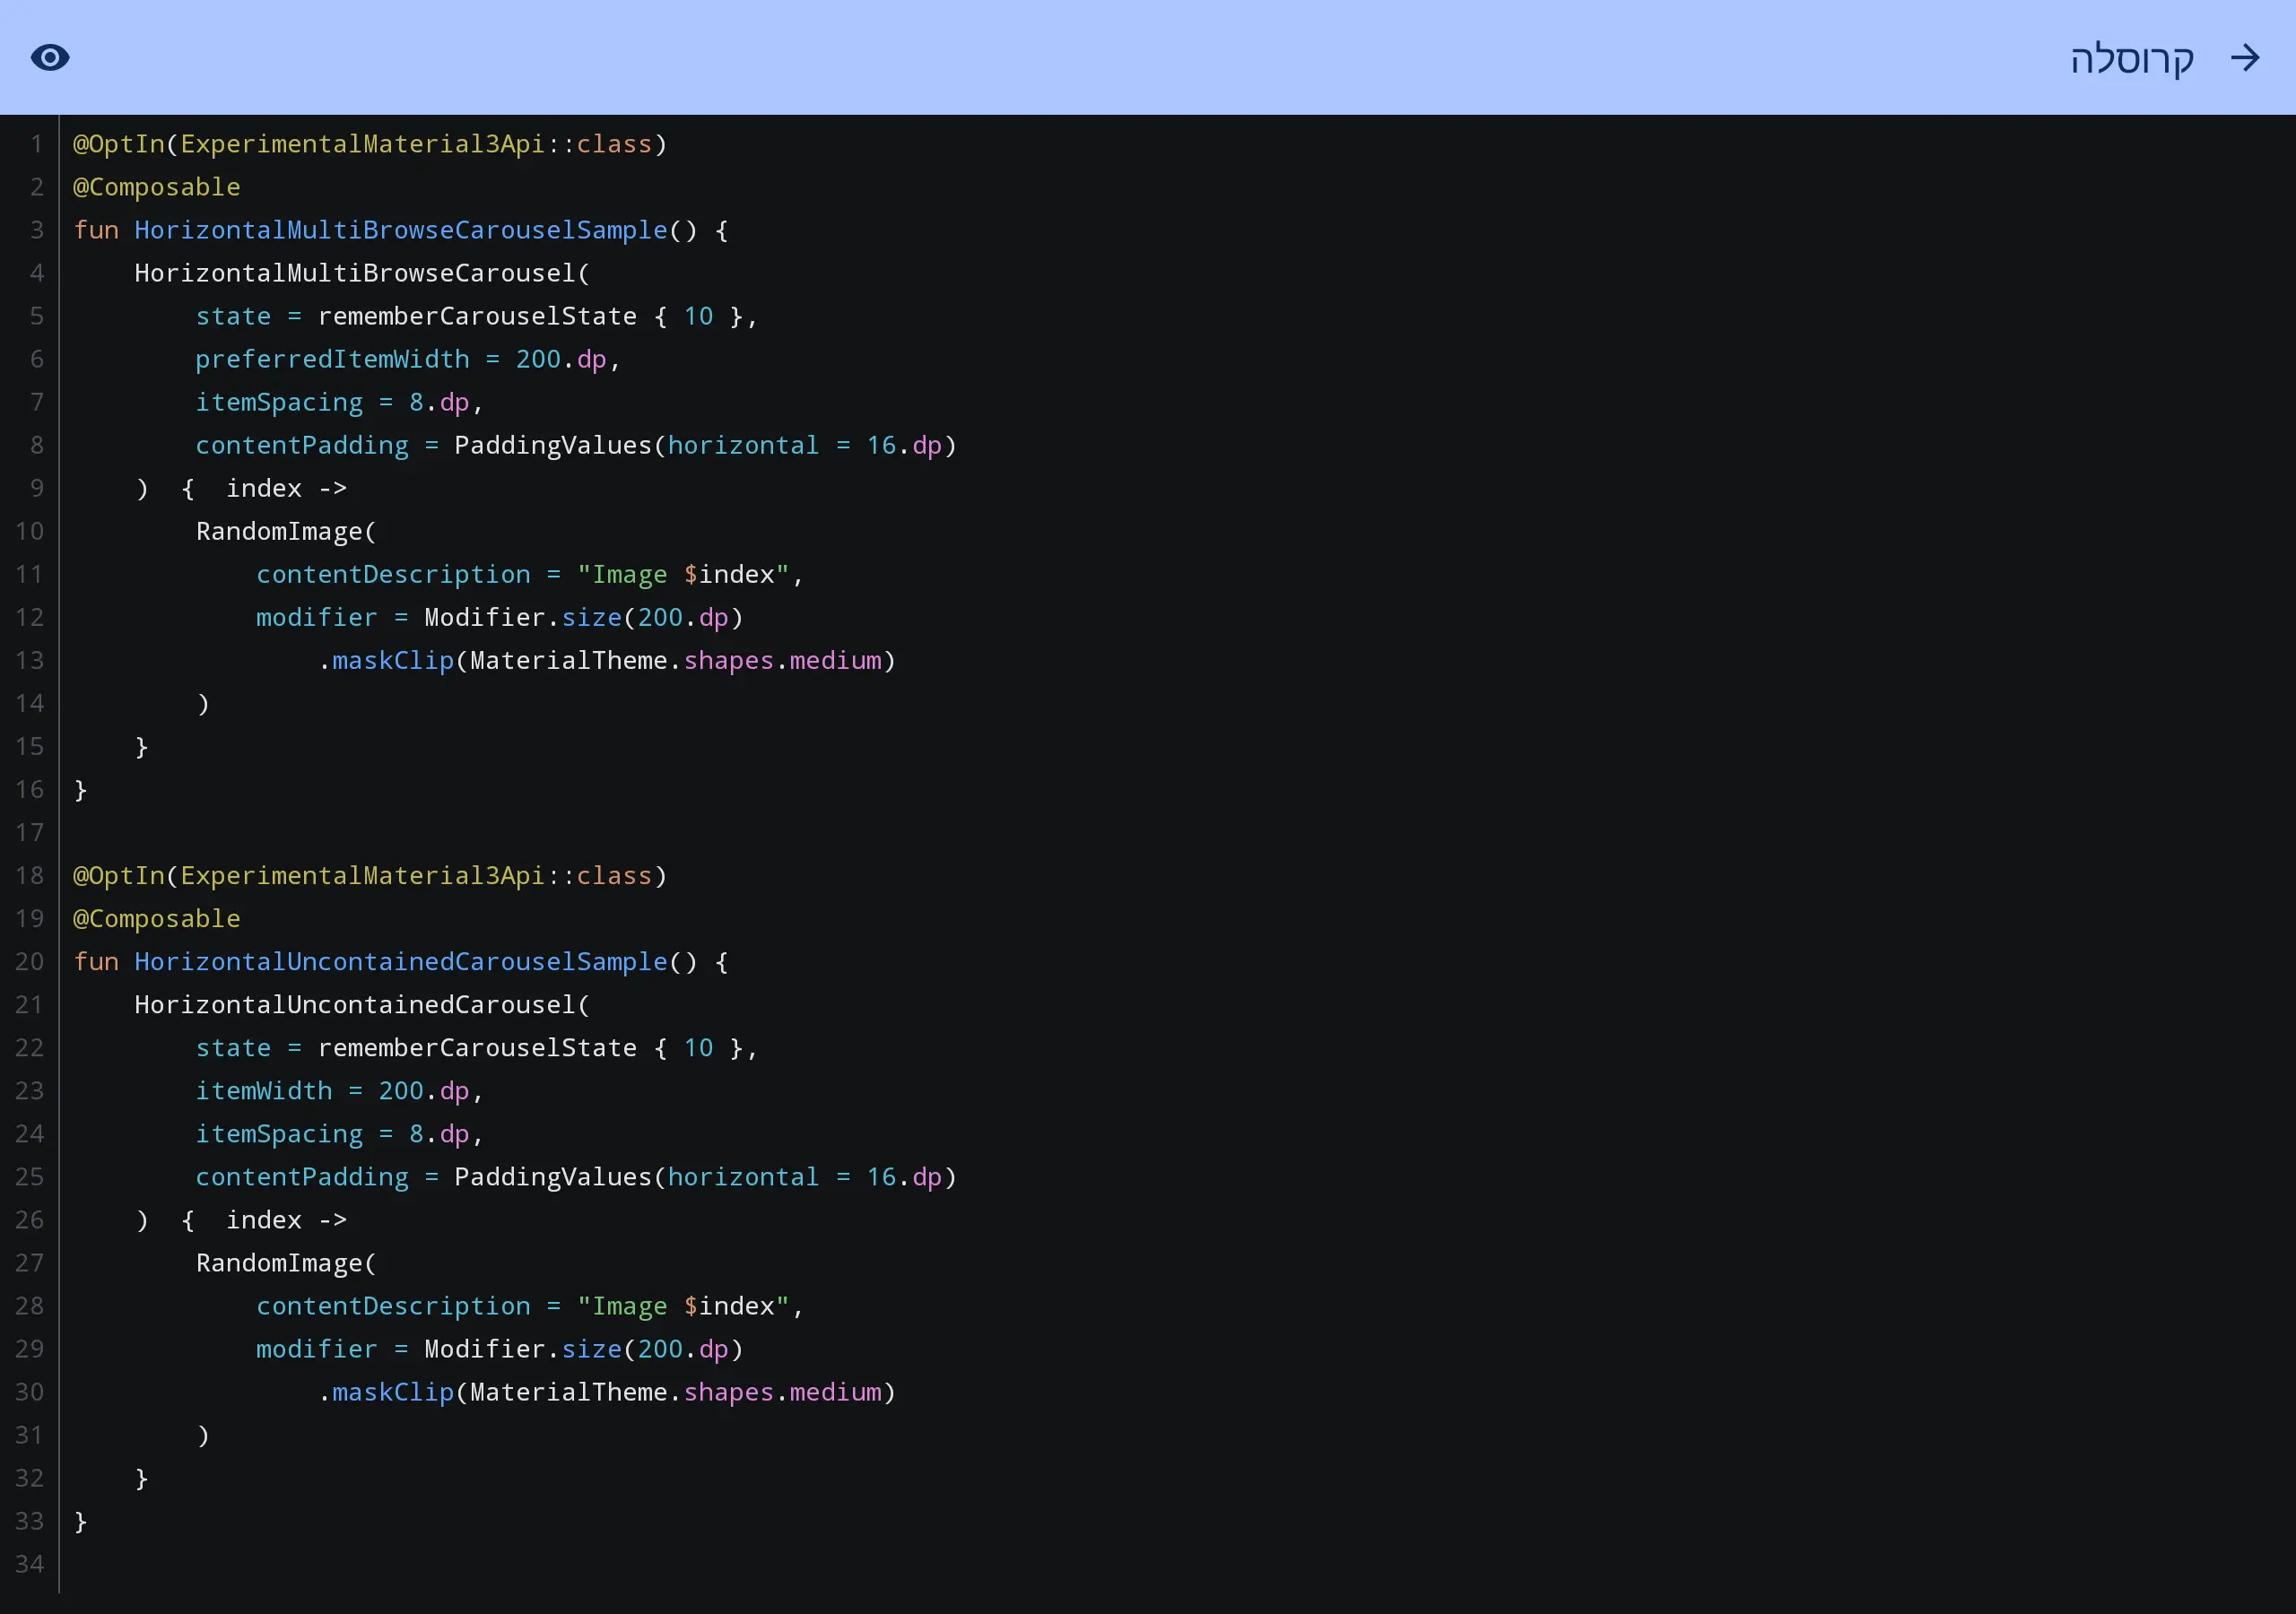 קרוסלה
1 @OptIn(ExperimentalMaterial3Api::class)
2 @Composable
3 fun HorizontalMultiBrowseCarouselSample() {
4     HorizontalMultiBrowseCarousel(
5         state = rememberCarouselState { 10 },
6         preferredItemWidth = 200.dp,
7         itemSpacing = 8.dp,
8         contentPadding = PaddingValues(horizontal = 16.dp)
9     )  {  index ->
10         RandomImage(
11             contentDescription = "Image $index",
12             modifier = Modifier.size(200.dp)
13                 .maskClip(MaterialTheme.shapes.medium)
14         )
15     }
16 }
17
18 @OptIn(ExperimentalMaterial3Api::class)
19 @Composable
20 fun HorizontalUncontainedCarouselSample() {
21     HorizontalUncontainedCarousel(
22         state = rememberCarouselState { 10 },
23         itemWidth = 200.dp,
24         itemSpacing = 8.dp,
25         contentPadding = PaddingValues(horizontal = 16.dp)
26     )  {  index ->
27         RandomImage(
28             contentDescription = "Image $index",
29             modifier = Modifier.size(200.dp)
30                 .maskClip(MaterialTheme.shapes.medium)
31         )
32     }
33 }
34